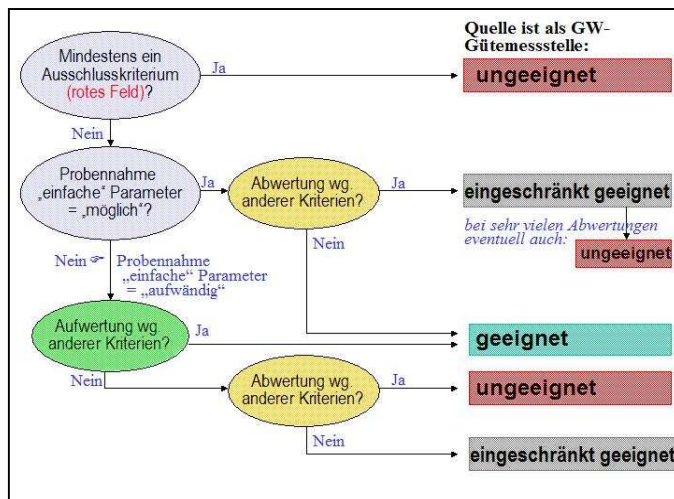 Quelle ist als GW-
Gütemessstelle:
Mindestens ein
Ausschlusskriterium
(rotes Feld)?
Ja
ungeeignet
Nein
Probennahme
„einfache“ Parameter
= „möglich“?
Ja
Abwertung wg.
anderer Kriterien?
Ja
eingeschränkt geeignet
bei sehr vielen Abwertungen
eventuell auch:
ungeeignet
Nein
Nein ☞ Probennahme
„einfache“ Parameter
= „aufwändig“
Aufwertung wg.
anderer Kriterien?
Ja
geeignet
Nein
Abwertung wg.
anderer Kriterien?
Ja
ungeeignet
Nein
eingeschränkt geeignet